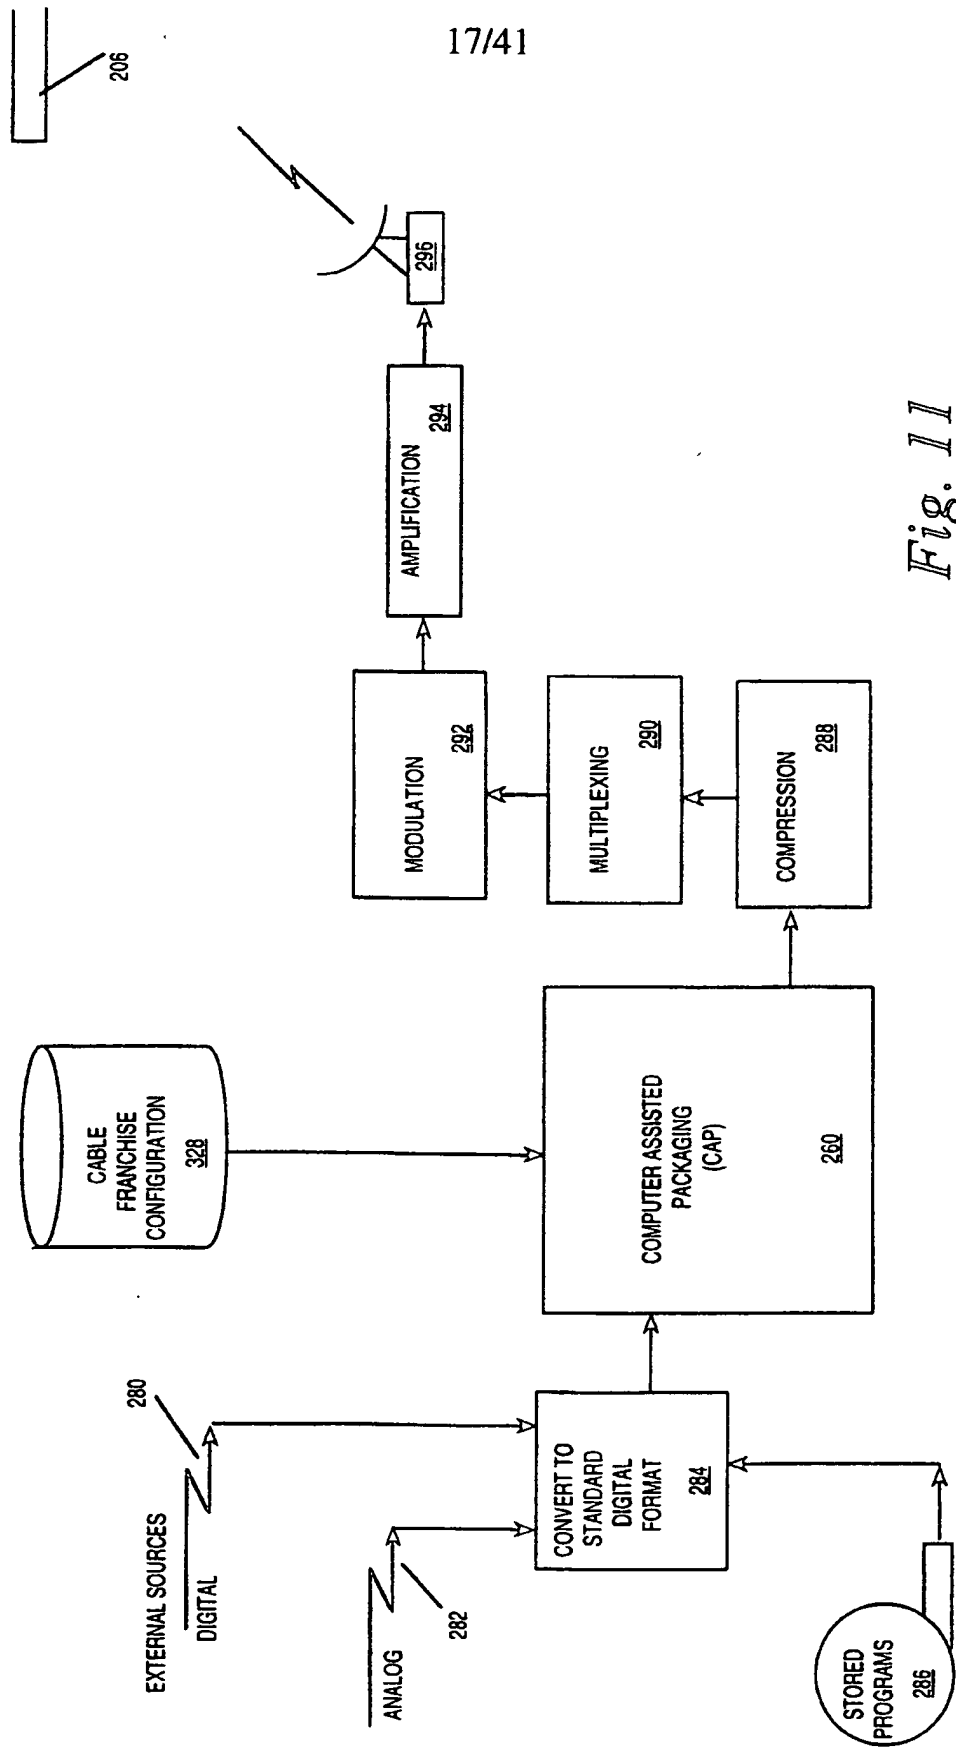 17/41
206
296
AMPLIFICATION
294
MODULATION
292
MULTIPLEXING
290
COMPRESSION
288
CABLE
FRANCHISE
CONFIGURATION
328
COMPUTER ASSISTED
PACKAGING
(CAP)
260
EXTERNAL SOURCES
DIGITAL
280
ANALOG
282
CONVERT TO
STANDARD
DIGITAL
FORMAT
284
STORED
PROGRAMS
286
Fig. 11